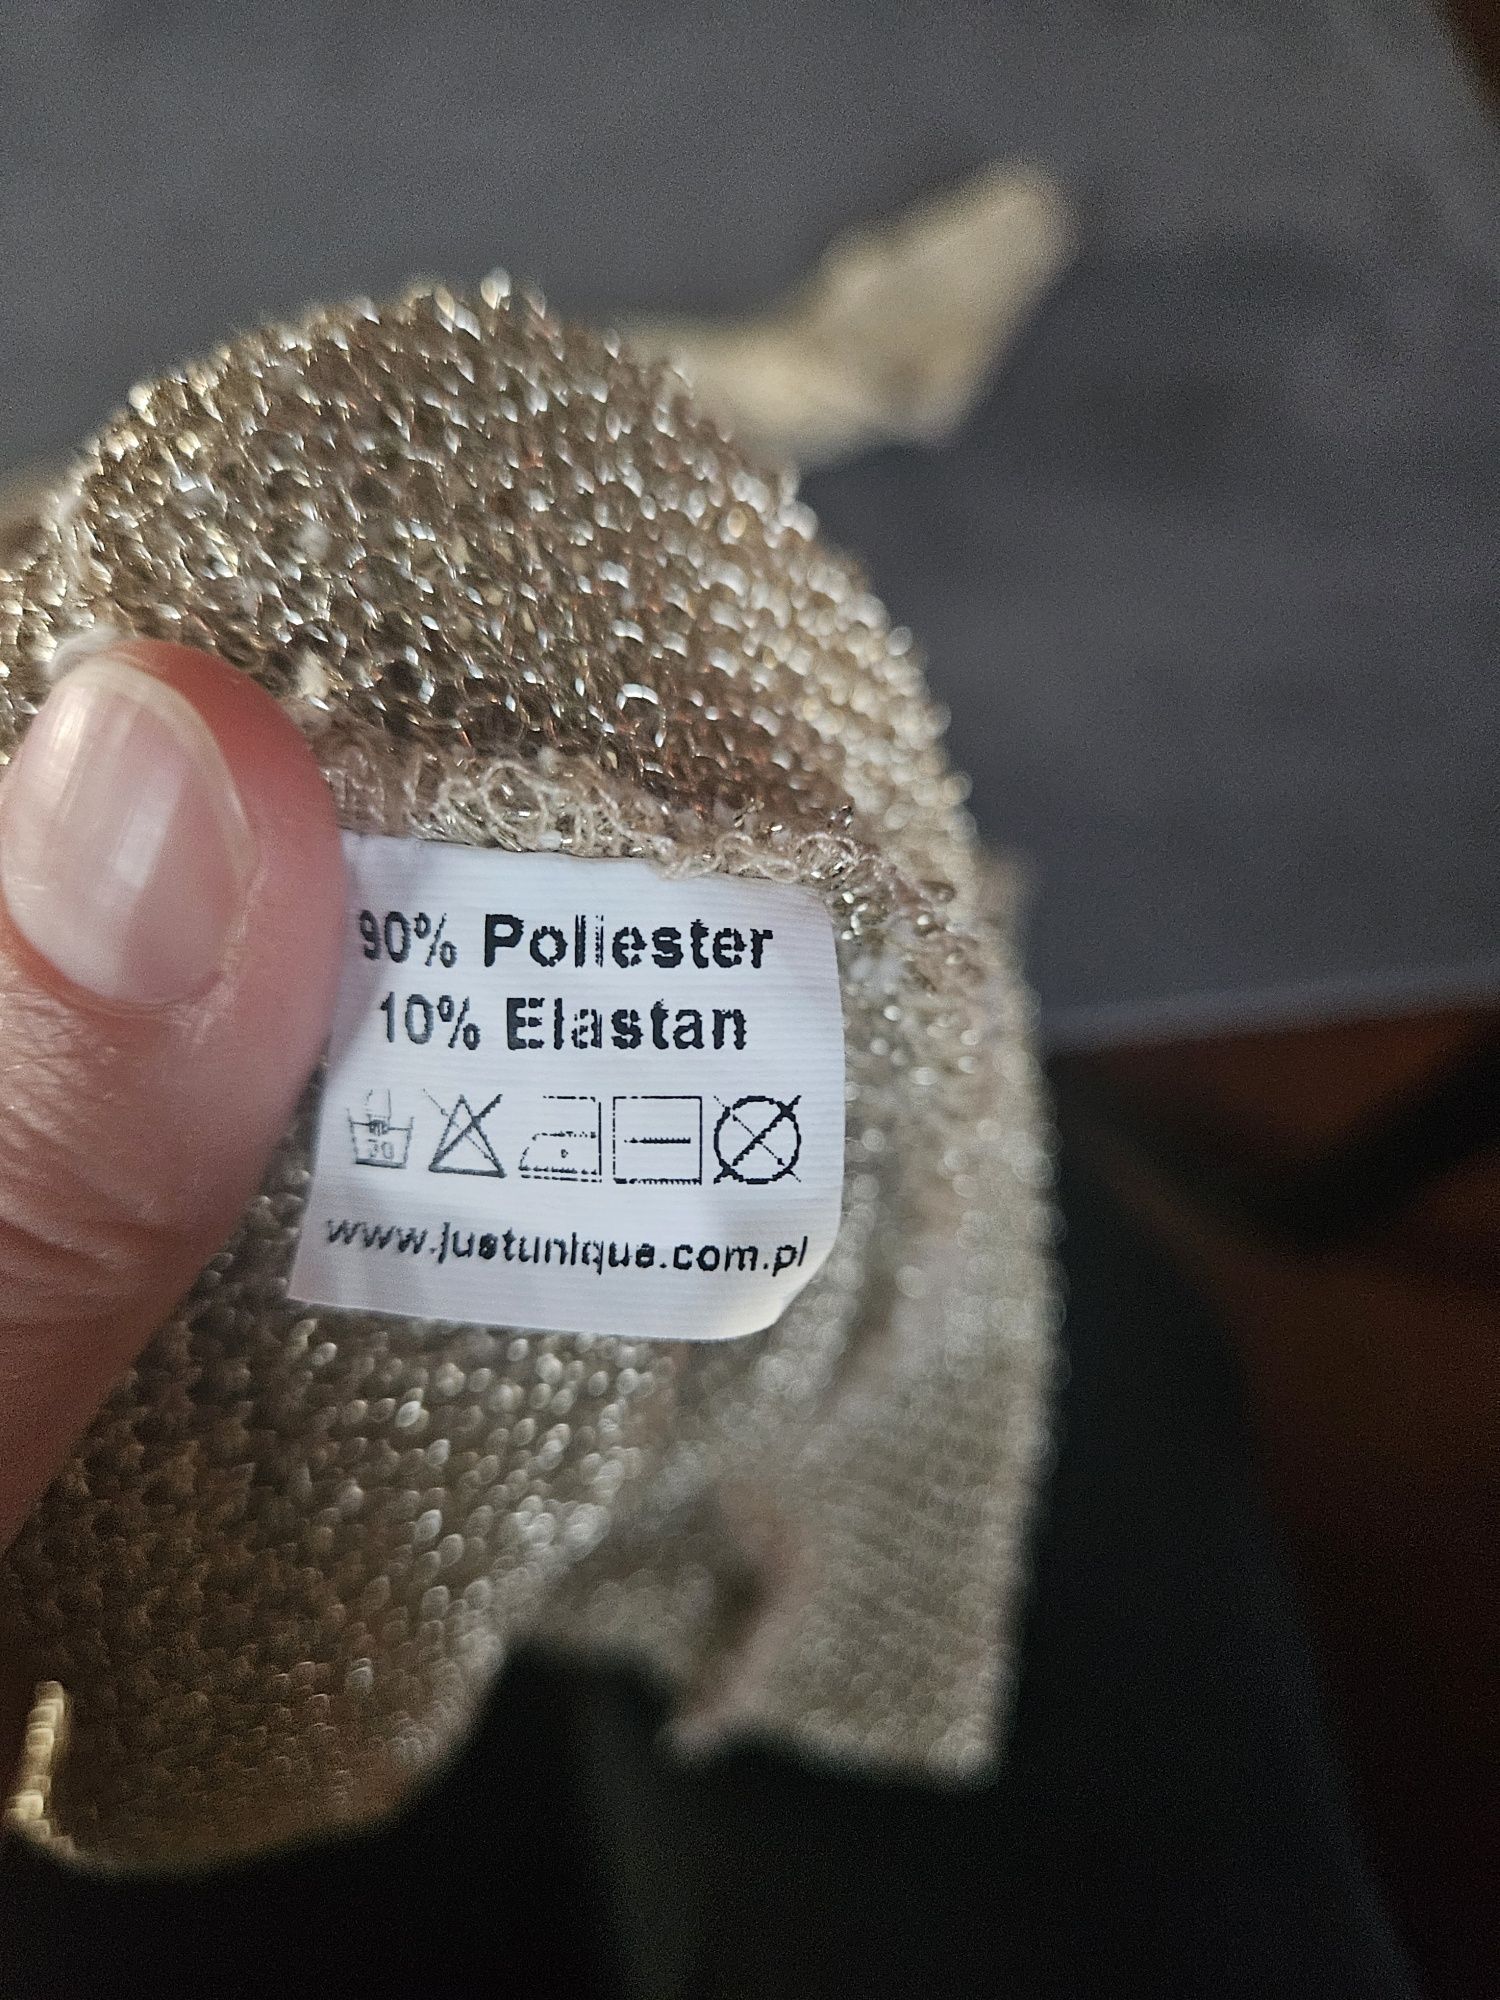 90% Poliester
10% Elastan
30
www.justunique.com.pl